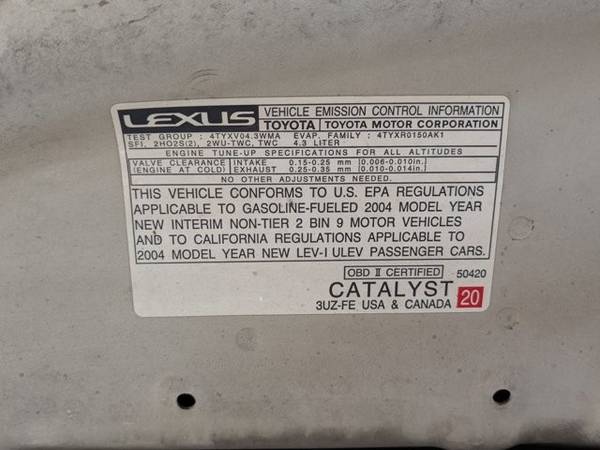 LEXUS VEHICLE EMISSION CONTROL INFORMATION
TOYOTA TOYOTA MOTOR CORPORATION
TEST GROUP : 4TYXV04.3WMA EVAP. FAMILY : 4TYXR0150AK1
SFI, 2HO2S(2), 2WU-TWC, TWC 4.3 LITER
ENGINE TUNE-UP SPECIFICATIONS FOR ALL ALTITUDES
VALVE CLEARANCE INTAKE 0.15-0.25 mm (0.006-0.010in.)
(ENGINE AT COLD) EXHAUST 0.25-0.35 mm (0.010-0.014in.)
NO OTHER ADJUSTMENTS NEEDED.
THIS VEHICLE CONFORMS TO U.S. EPA REGULATIONS
APPLICABLE TO GASOLINE-FUELED 2004 MODEL YEAR
NEW INTERIM NON-TIER 2 BIN 9 MOTOR VEHICLES
AND TO CALIFORNIA REGULATIONS APPLICABLE TO
2004 MODEL YEAR NEW LEV-I ULEV PASSENGER CARS.
OBD II CERTIFIED 50420
CATALYST 20
3UZ-FE USA & CANADA